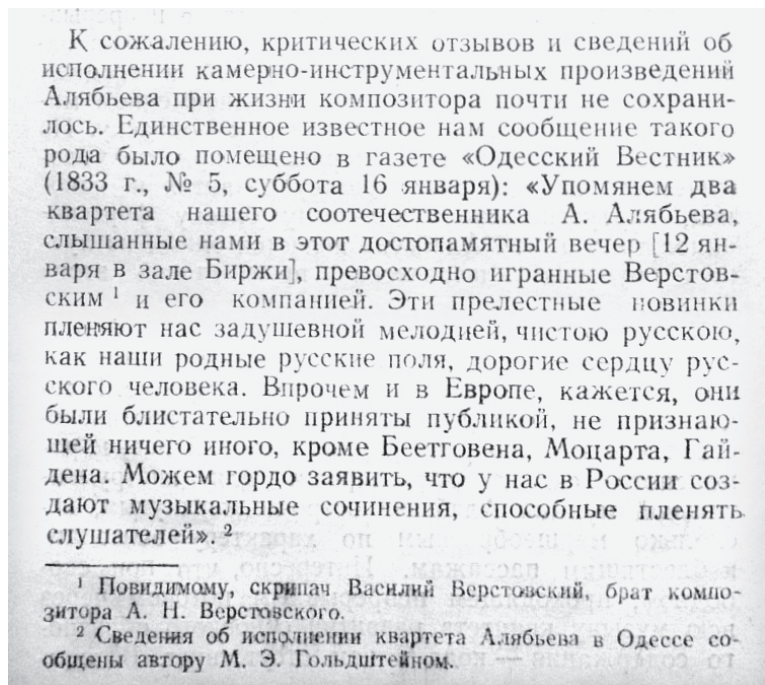 К сожалению, критических отзывов и сведений об
исполнении камерно-инструментальных произведений
Алябьева при жизни композитора почти не сохрани-
лось. Единственное известное нам сообщение такого
рода было помещено в газете «Одесский Вестник»
(1833 г., № 5, суббота 16 января): «Упомянем два
квартета нашего соотечественника А. Алябьева,
слышанные нами в этот достопамятный вечер [12 ян-
варя в зале Биржи], превосходно игранные Верстов-
ским ¹ и его компанией. Эти прелестные новинки
пленяют нас задушевной мелодией, чистою русскою,
как наши родные русские поля, дорогие сердцу рус-
ского человека. Впрочем и в Европе, кажется, они
были блистательно приняты публикой, не признаю-
щей ничего иного, кроме Беетговена, Моцарта, Гай-
дена. Можем гордо заявить, что у нас в России соз-
дают музыкальные сочинения, способные пленять
слушателей». ²
¹ Повидимому, скрипач Василий Верстовский, брат компо-
зитора А. Н. Верстовского.
² Сведения об исполнении квартета Алябьева в Одессе со-
общены автору М. Э. Гольдштейном.